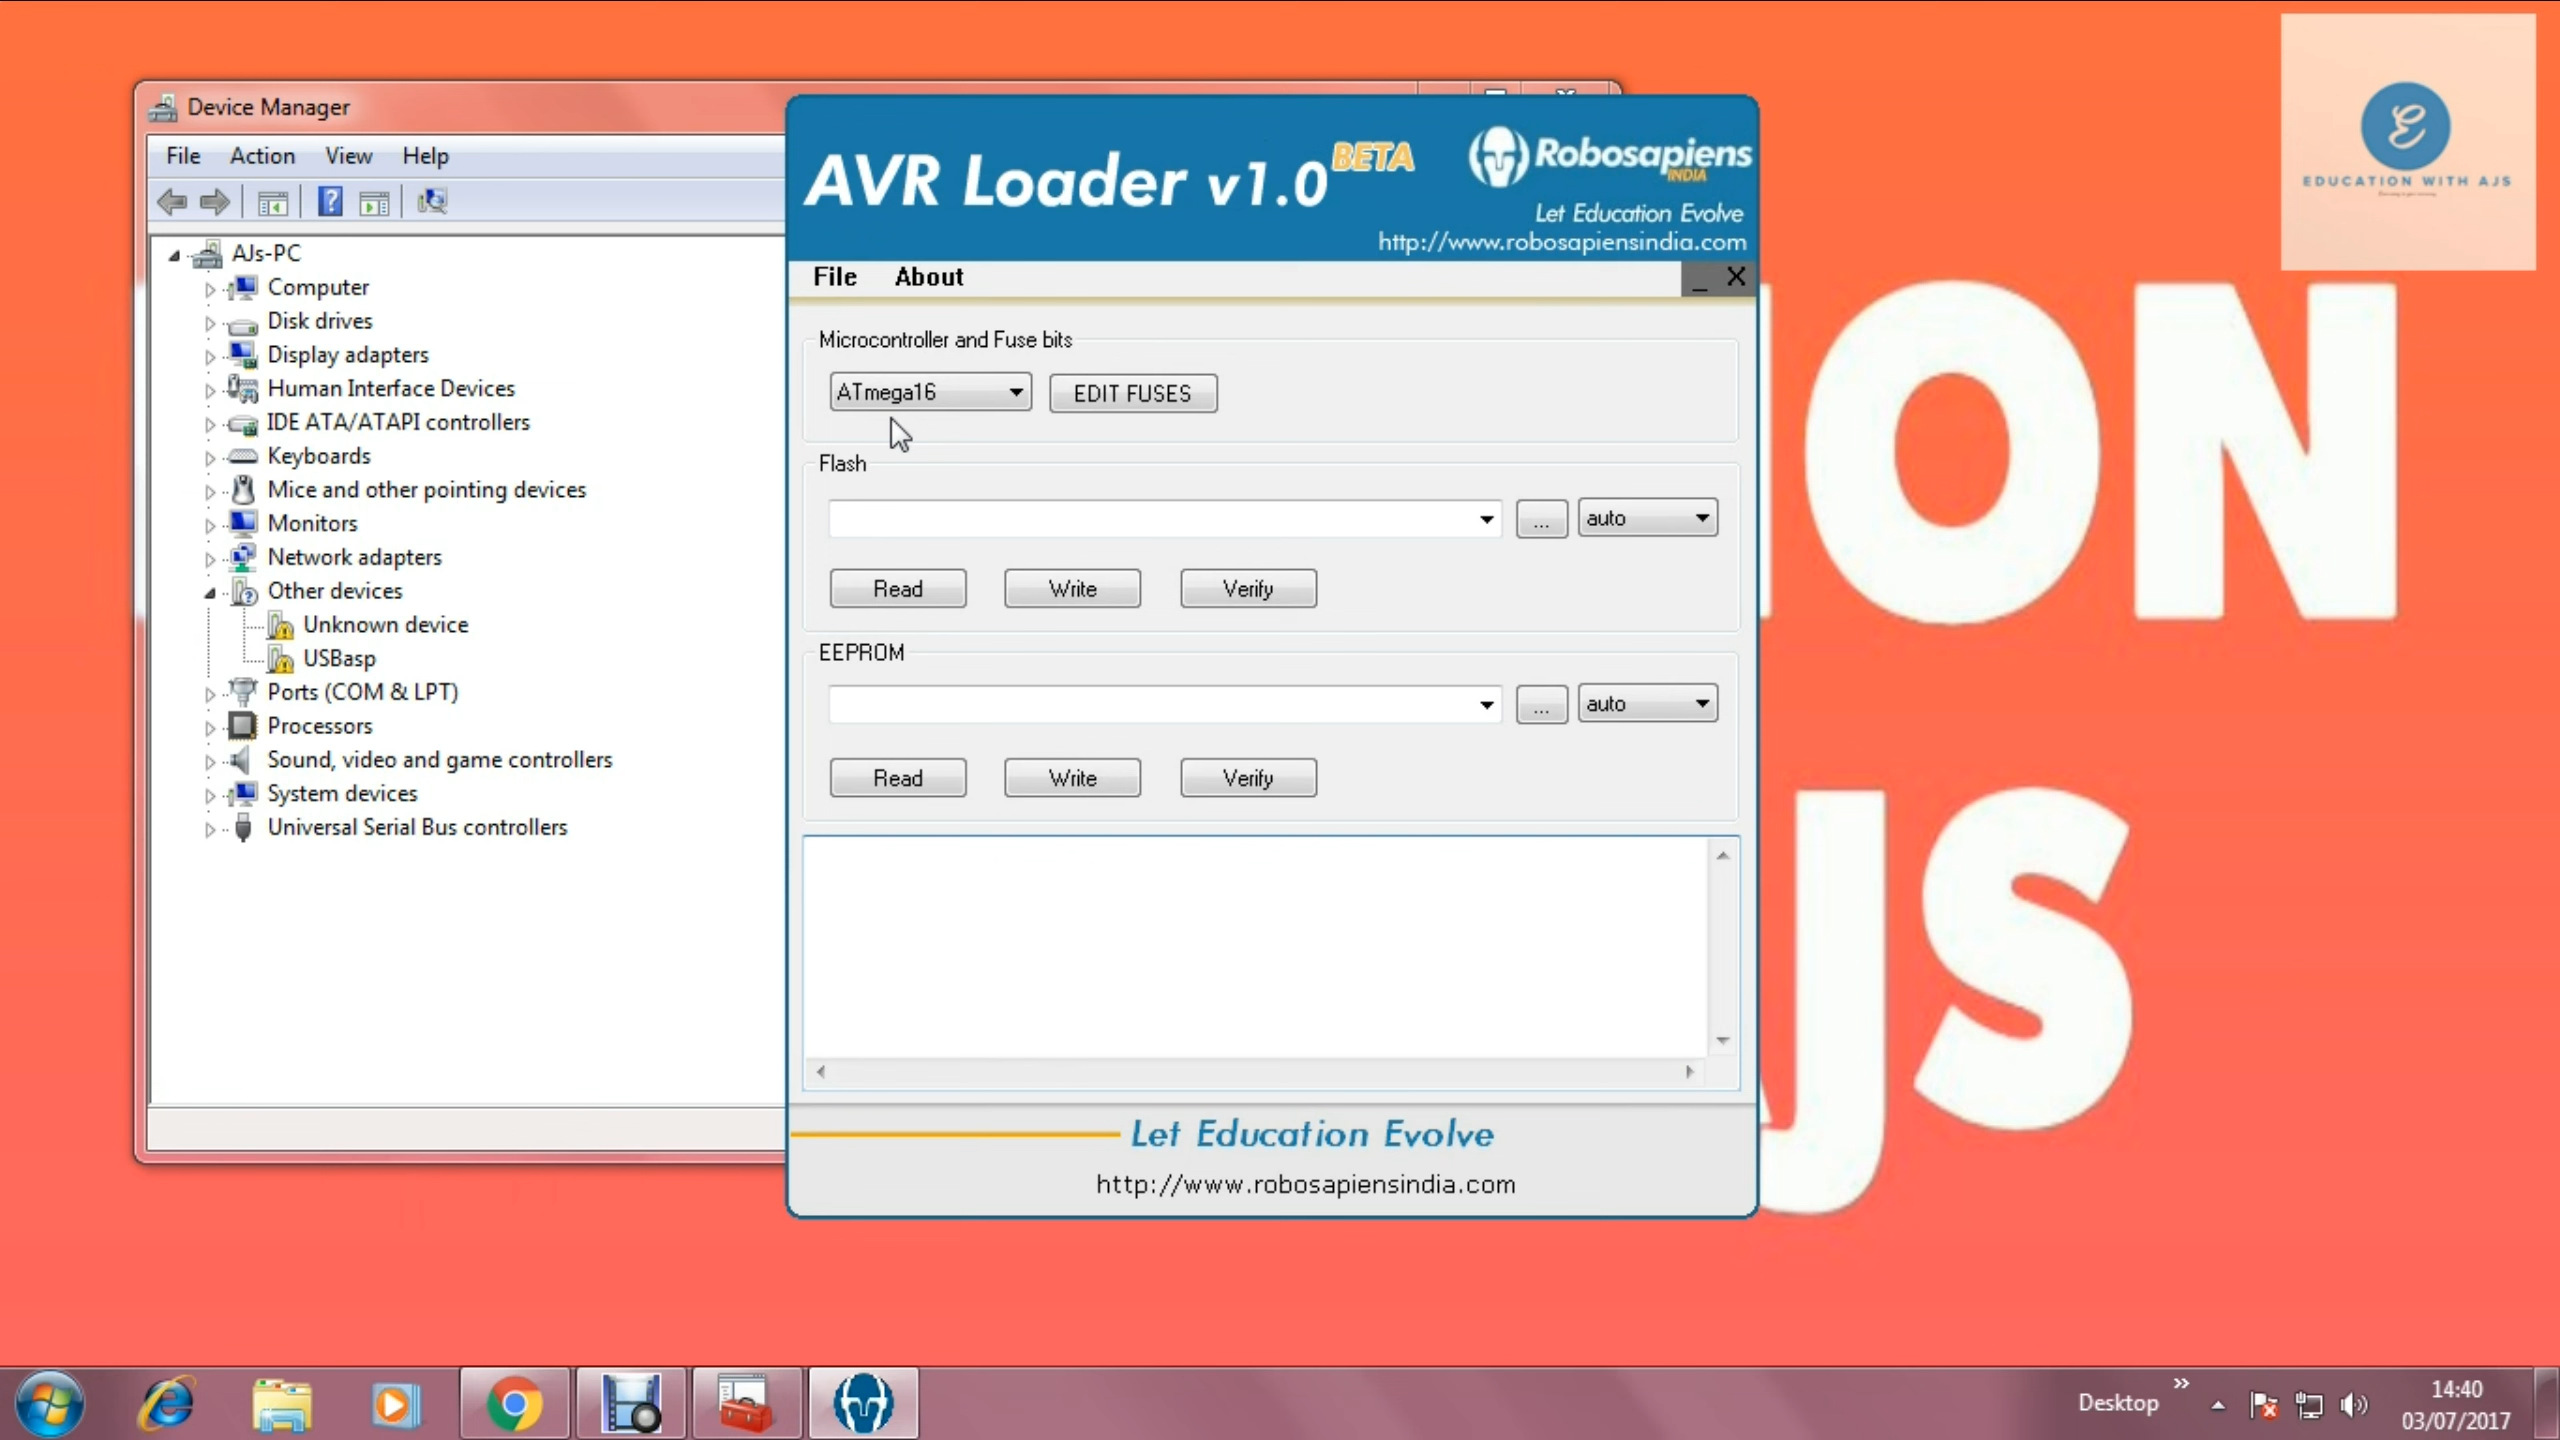 EDUCATION WITH AJS
Device Manager
File Action View Help
AJs-PC
Computer
Disk drives
Display adapters
Human Interface Devices
IDE ATA/ATAPI controllers
Keyboards
Mice and other pointing devices
Monitors
Network adapters
Other devices
Unknown device
USBasp
Ports (COM & LPT)
Processors
Sound, video and game controllers
System devices
Universal Serial Bus controllers
AVR Loader v1.0 BETA
Robosapiens
INDIA
Let Education Evolve
http://www.robosapiensindia.com
File About _ X
Microcontroller and Fuse bits
ATmega16 EDIT FUSES
Flash
... auto
Read Write Verify
EEPROM
... auto
Read Write Verify
Let Education Evolve
http://www.robosapiensindia.com
ION
AJS
Desktop
14:40
03/07/2017